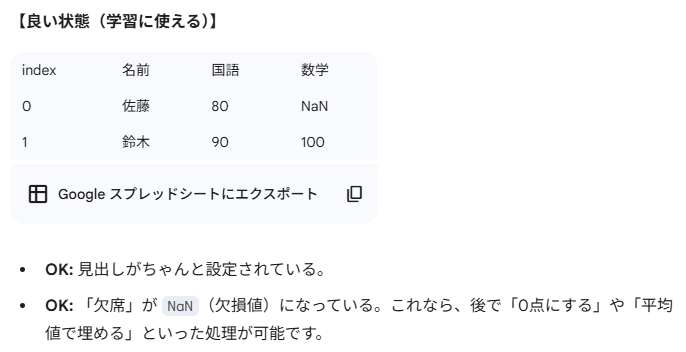 【良い状態（学習に使える）】
index 名前 国語 数学
0 佐藤 80 NaN
1 鈴木 90 100
Google スプレッドシートにエクスポート
• OK: 見出しがちゃんと設定されている。
• OK: 「欠席」が NaN（欠損値）になっている。これなら、後で「0点にする」や「平均
値で埋める」といった処理が可能です。